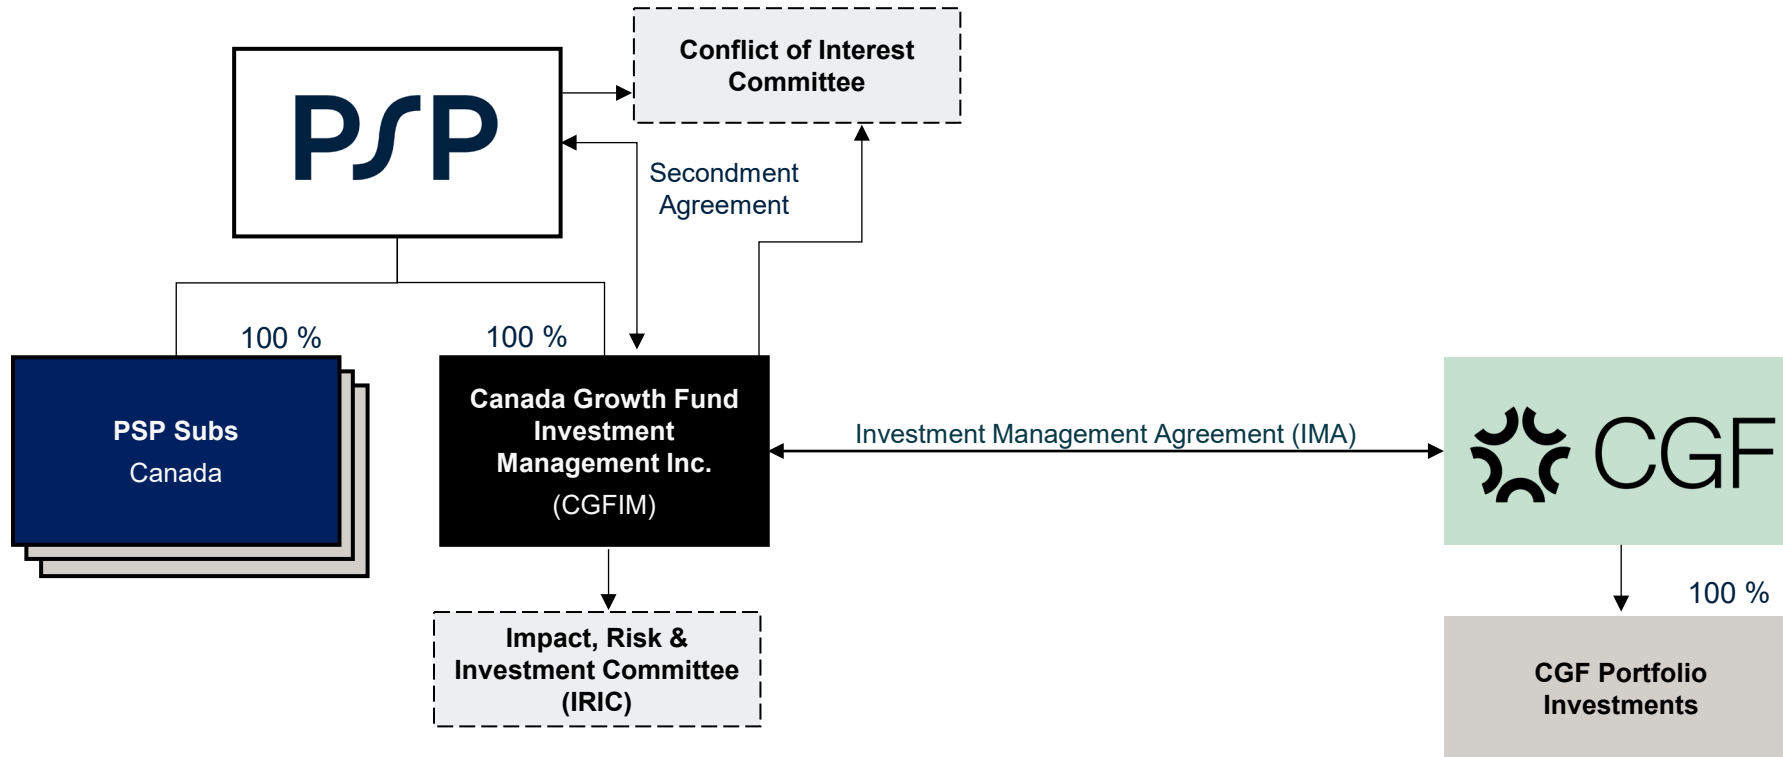 Conflict of Interest
Committee
PSP
Secondment
Agreement
100 %
100 %
PSP Subs
Canada
Canada Growth Fund
Investment
Management Inc.
(CGFIM)
Investment Management Agreement (IMA)
CGF
100 %
Impact, Risk &
Investment Committee
(IRIC)
CGF Portfolio
Investments